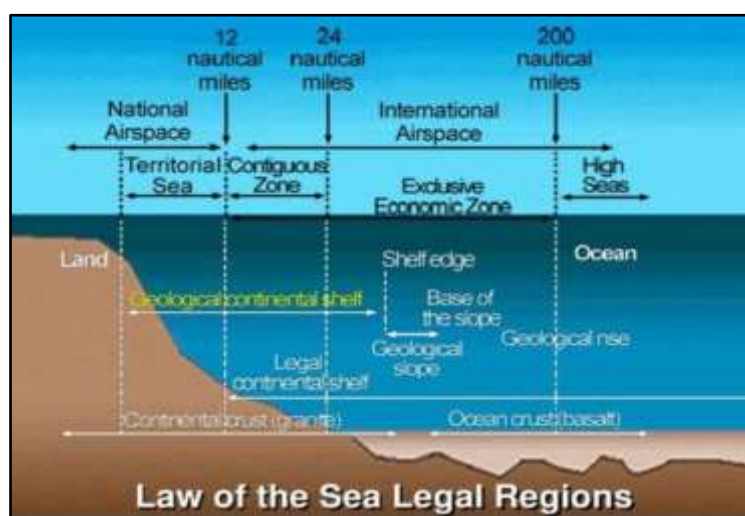 12
nautical
miles
24
nautical
miles
200
nautical
miles
National
Airspace
International
Airspace
Territorial
Sea
Contiguous
Zone
Exclusive
Economic Zone
High
Seas
Land
Shelf edge
Ocean
Geological continental shelf
Base of
the slope
Geological
slope
Geological rise
Legal
continental shelf
Continental crust (granite)
Ocean crust (basalt)
Law of the Sea Legal Regions